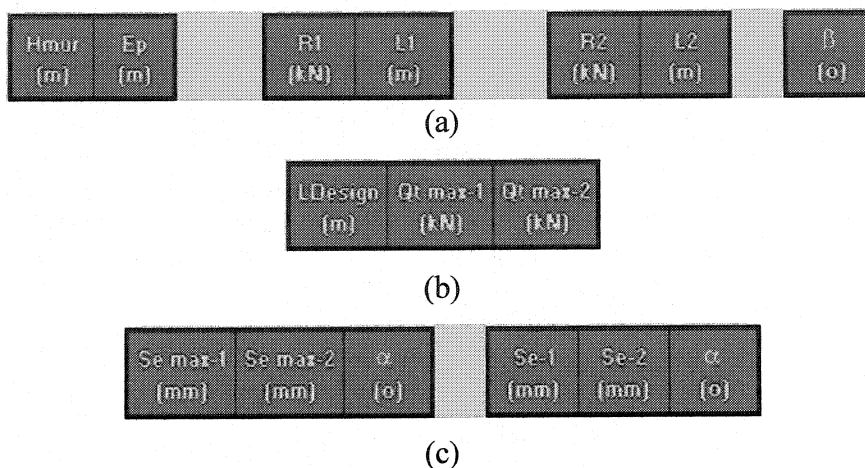 Hmur Ep R1 L1 R2 L2 β
(m) (m) (kN) (m) (kN) (m) (o)
(a)
LDesign Qt max-1 Qt max-2
(m) (kN) (kN)
(b)
Se max-1 Se max-2 α Se-1 Se-2 α
(mm) (mm) (o) (mm) (mm) (o)
(c)